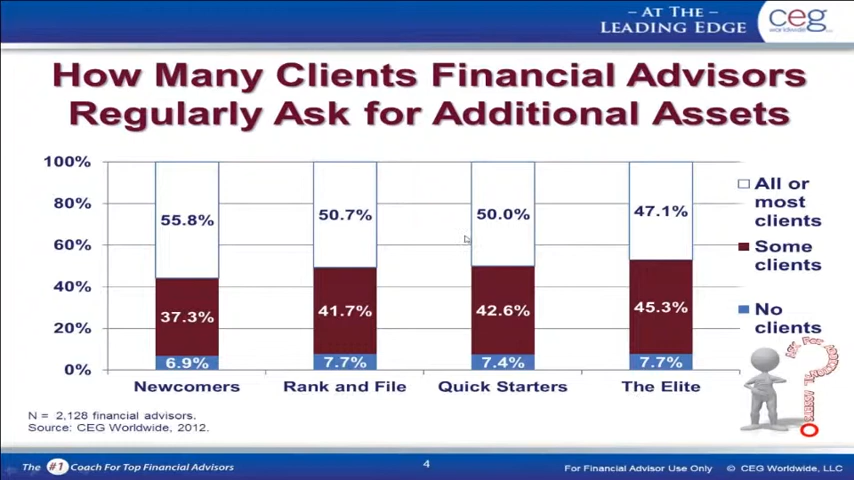 – AT THE –
LEADING EDGE
ceg
worldwide, LLC
How Many Clients Financial Advisors
Regularly Ask for Additional Assets
100%
80%
60%
40%
20%
0%
55.8%
37.3%
6.9%
50.7%
41.7%
7.7%
50.0%
42.6%
7.4%
47.1%
45.3%
7.7%
All or
most
clients
Some
clients
No
clients
Newcomers
Rank and File
Quick Starters
The Elite
N = 2,128 financial advisors.
Source: CEG Worldwide, 2012.
The #1 Coach For Top Financial Advisors
4
For Financial Advisor Use Only © CEG Worldwide, LLC